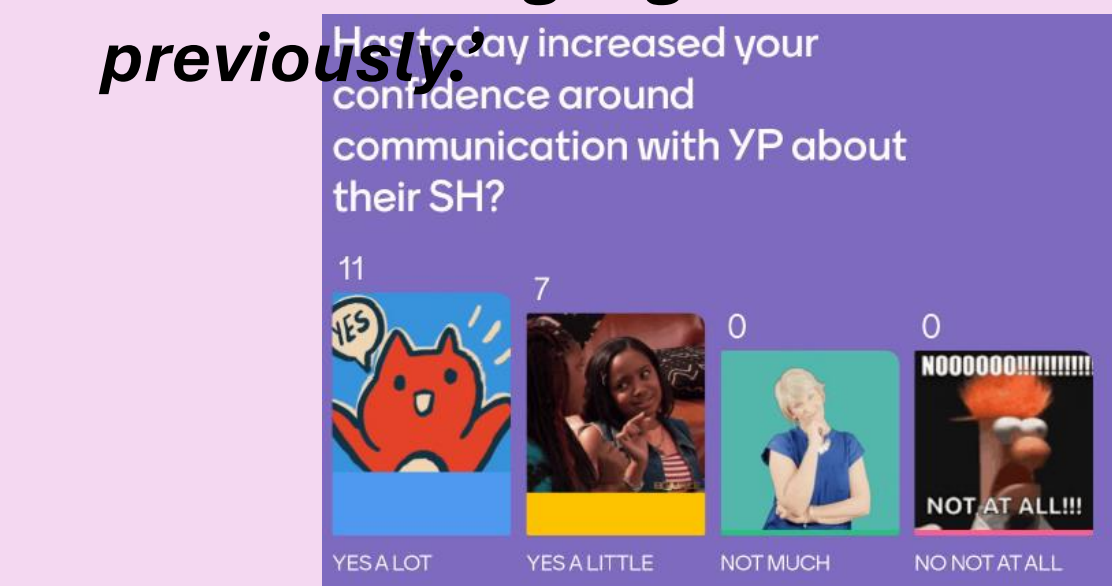 previously.’
Has today increased your
confidence around
communication with YP about
their SH?
11
7
0
0
YES
NOOOOOO!!!!!!!!!!!!
NOT AT ALL!!!
YES A LOT
YES A LITTLE
NOT MUCH
NO NOT AT ALL